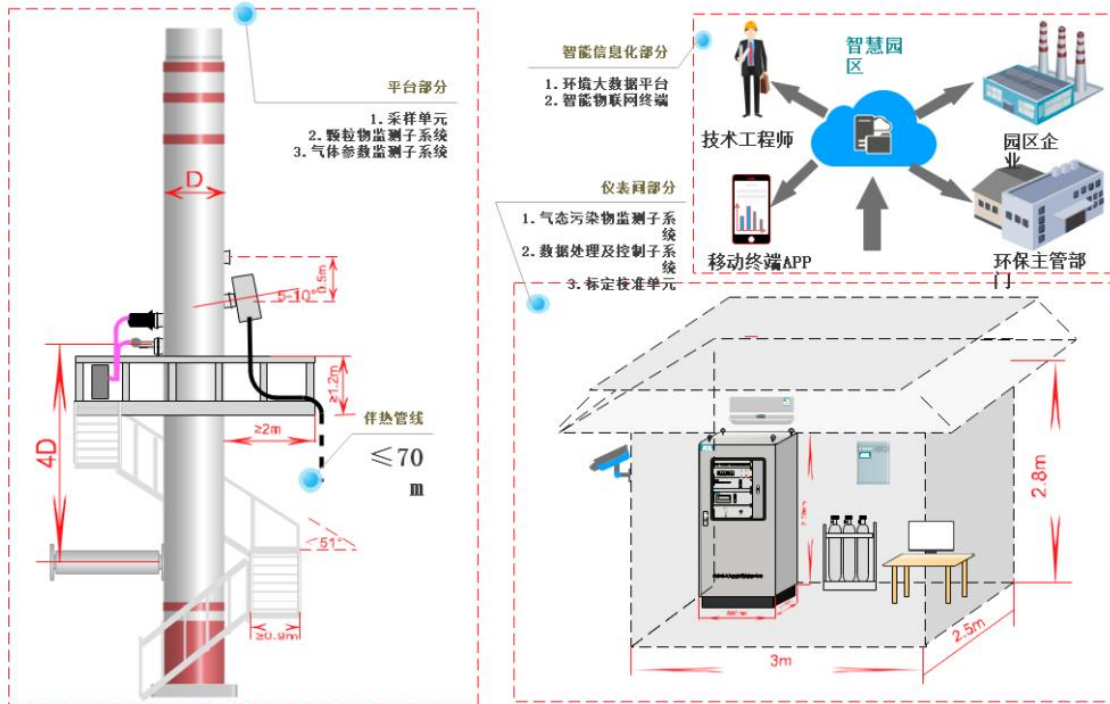 平台部分
1. 采样单元
2. 颗粒物监测子系统
3. 气体参数监测子系统
D
0.5m
5-10°
≥1.2m
≥2m
4D
伴热管线
≤70
m
<51°
≥0.9m
智能信息化部分
1. 环境大数据平台
2. 智能物联网终端
智慧园
区
技术工程师
园区企
业
移动终端APP
环保主管部
门
仪表间部分
1. 气态污染物监测子系
统
2. 数据处理及控制子系
统
3. 标定校准单元
2.8m
2.5m
3m